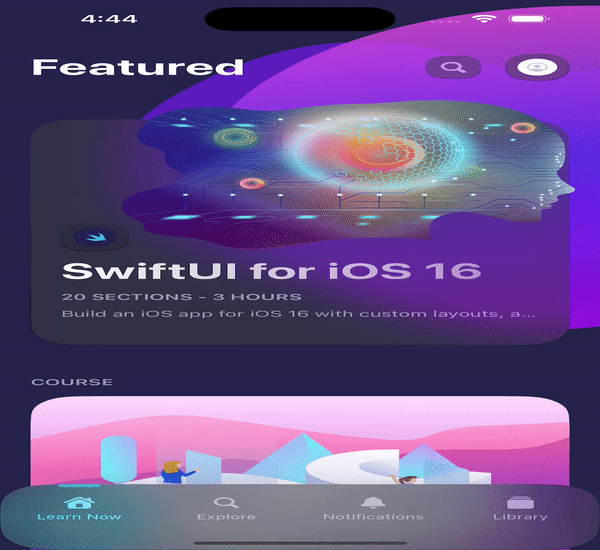 4:44
Featured
SwiftUI for iOS 16
20 SECTIONS - 3 HOURS
Build an iOS app for iOS 16 with custom layouts, a...
COURSE
Learn Now
Explore
Notifications
Library